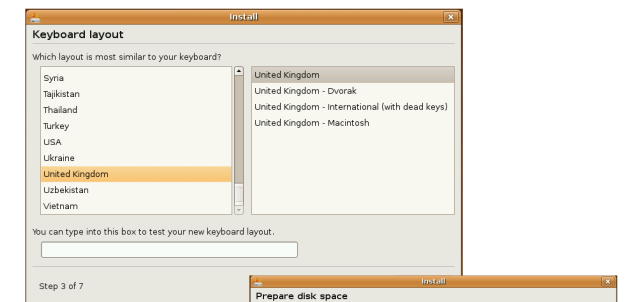 Install
Keyboard layout
Which layout is most similar to your keyboard?
Syria
Tajikistan
Thailand
Turkey
USA
Ukraine
United Kingdom
Uzbekistan
Vietnam
United Kingdom
United Kingdom - Dvorak
United Kingdom - International (with dead keys)
United Kingdom - Macintosh
You can type into this box to test your new keyboard layout.
Step 3 of 7
Install
Prepare disk space